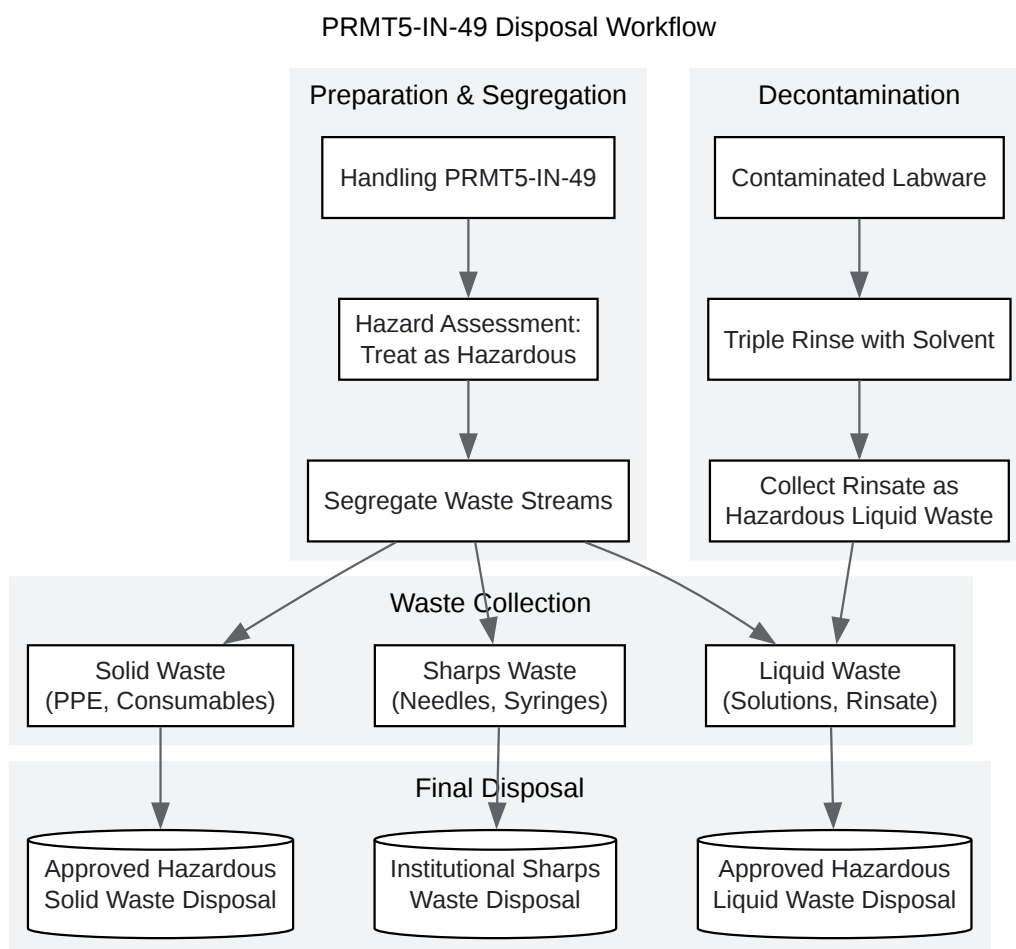 PRMT5-IN-49 Disposal Workflow
Preparation & Segregation
Decontamination
Handling PRMT5-IN-49
Contaminated Labware
Hazard Assessment:
Treat as Hazardous
Triple Rinse with Solvent
Segregate Waste Streams
Collect Rinsate as
Hazardous Liquid Waste
Waste Collection
Solid Waste
(PPE, Consumables)
Sharps Waste
(Needles, Syringes)
Liquid Waste
(Solutions, Rinsate)
Final Disposal
Approved Hazardous
Solid Waste Disposal
Institutional Sharps
Waste Disposal
Approved Hazardous
Liquid Waste Disposal